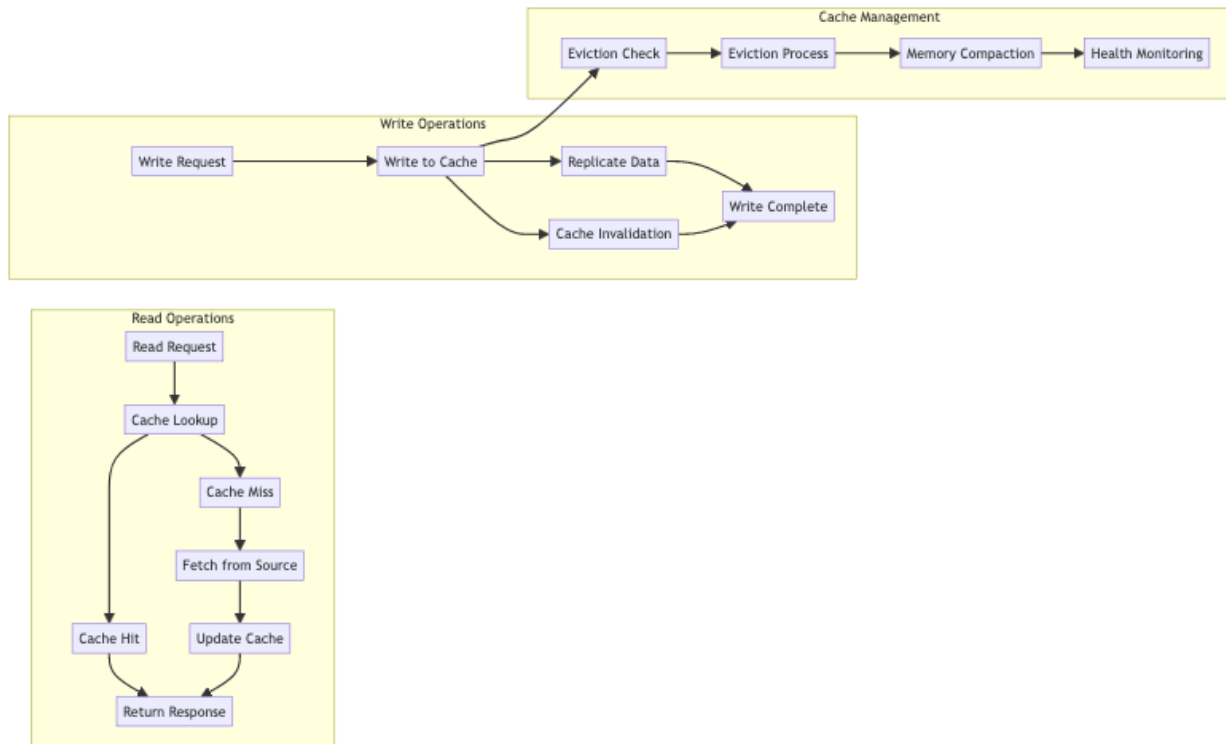 Cache Management
Eviction Check
Eviction Process
Memory Compaction
Health Monitoring
Write Operations
Write Request
Write to Cache
Replicate Data
Write Complete
Cache Invalidation
Read Operations
Read Request
Cache Lookup
Cache Miss
Fetch from Source
Cache Hit
Update Cache
Return Response